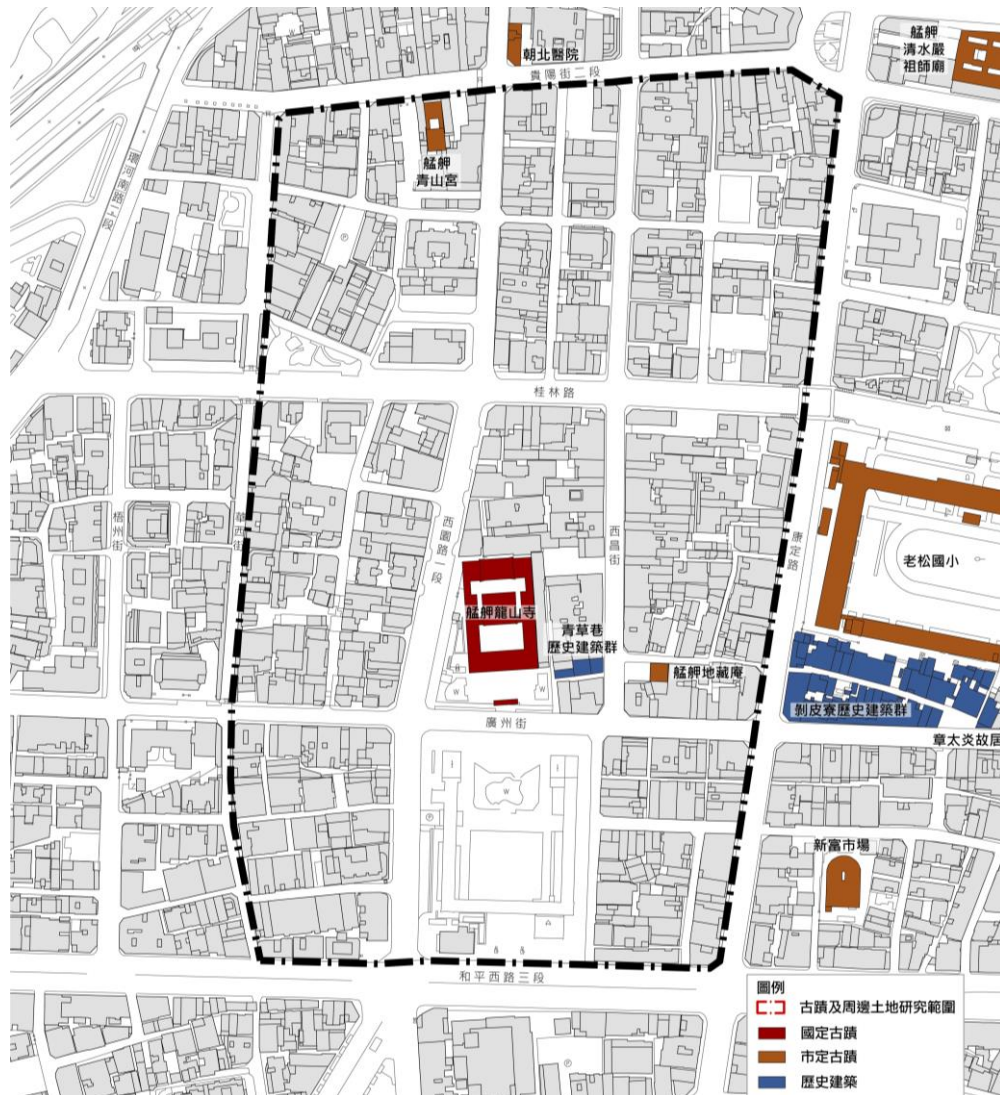 朝北醫院
貴陽街二段
艋舺
清水巖
祖師廟
艋舺
青山宮
環河南路一段
桂林路
梧州街
華西街
西園路一段
西昌街
康定路
老松國小
艋舺龍山寺
青草巷
歷史建築群
艋舺地藏庵
剝皮寮歷史建築群
廣州街
章太炎故居
新富市場
和平西路三段
圖例
古蹟及周邊土地研究範圍
國定古蹟
市定古蹟
歷史建築